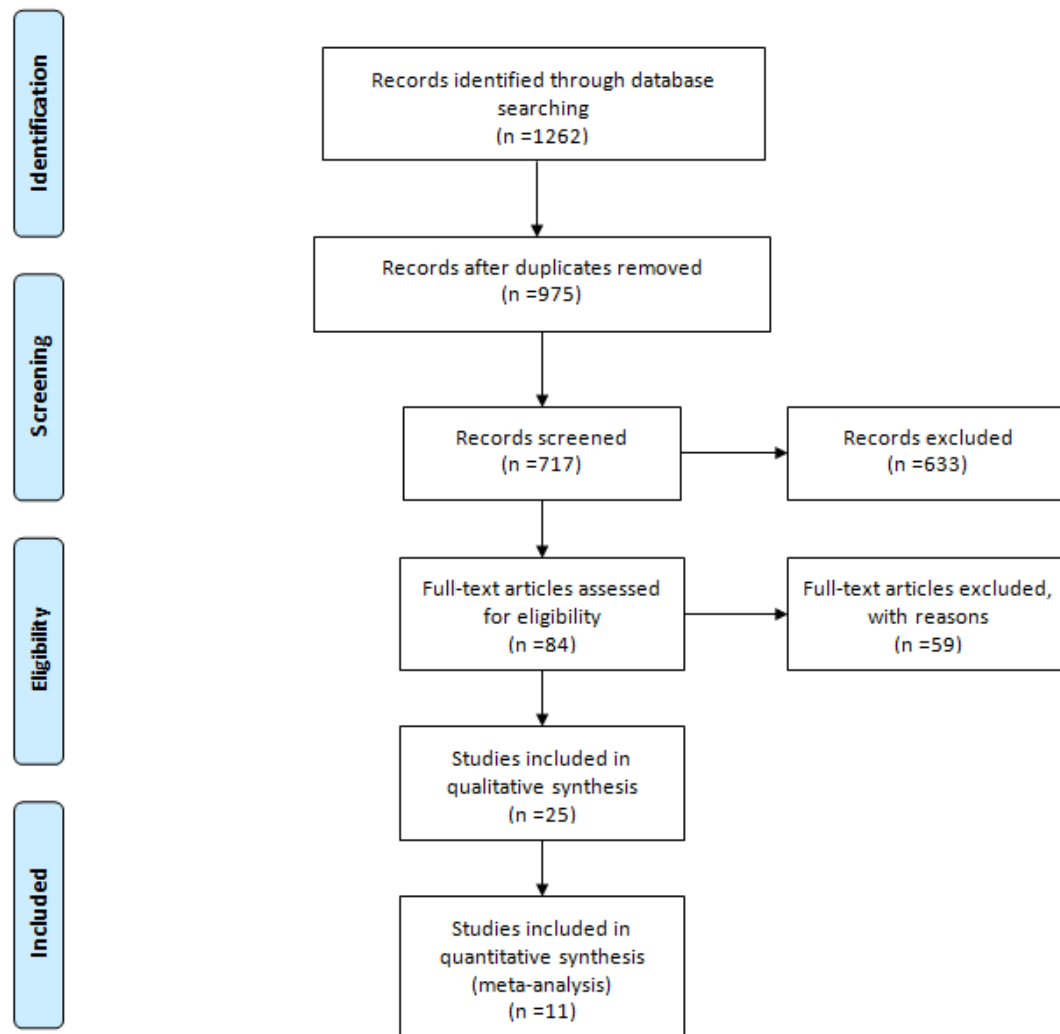 Identification
Records identified through database
searching
(n =1262)
Records after duplicates removed
(n =975)
Screening
Records screened
(n =717)
Records excluded
(n =633)
Eligibility
Full-text articles assessed
for eligibility
(n =84)
Full-text articles excluded,
with reasons
(n =59)
Studies included in
qualitative synthesis
(n =25)
Included
Studies included in
quantitative synthesis
(meta-analysis)
(n =11)